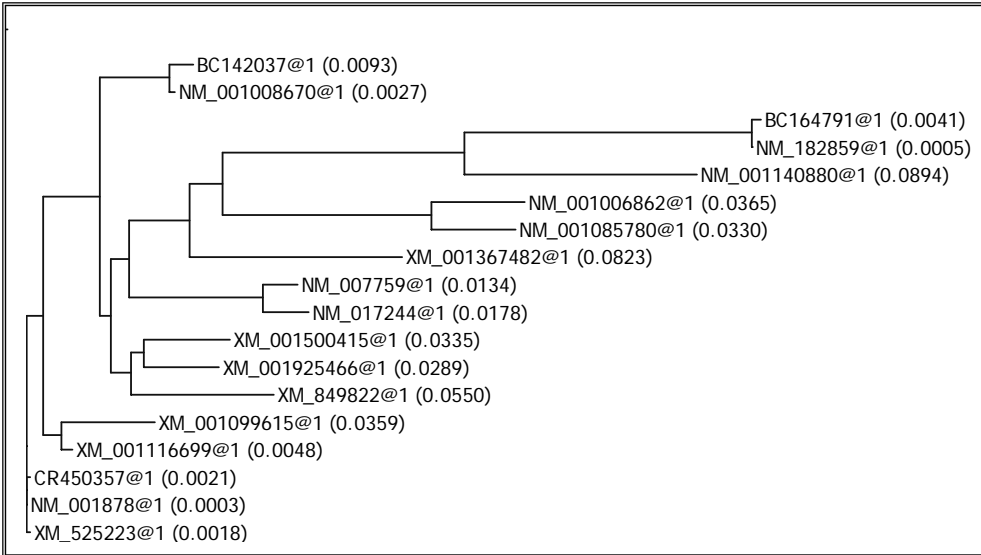 BC142037@1 (0.0093)
NM_001008670@1 (0.0027)
BC164791@1 (0.0041)
NM_182859@1 (0.0005)
NM_001140880@1 (0.0894)
NM_001006862@1 (0.0365)
NM_001085780@1 (0.0330)
XM_001367482@1 (0.0823)
NM_007759@1 (0.0134)
NM_017244@1 (0.0178)
XM_001500415@1 (0.0335)
XM_001925466@1 (0.0289)
XM_849822@1 (0.0550)
XM_001099615@1 (0.0359)
XM_001116699@1 (0.0048)
CR450357@1 (0.0021)
NM_001878@1 (0.0003)
XM_525223@1 (0.0018)